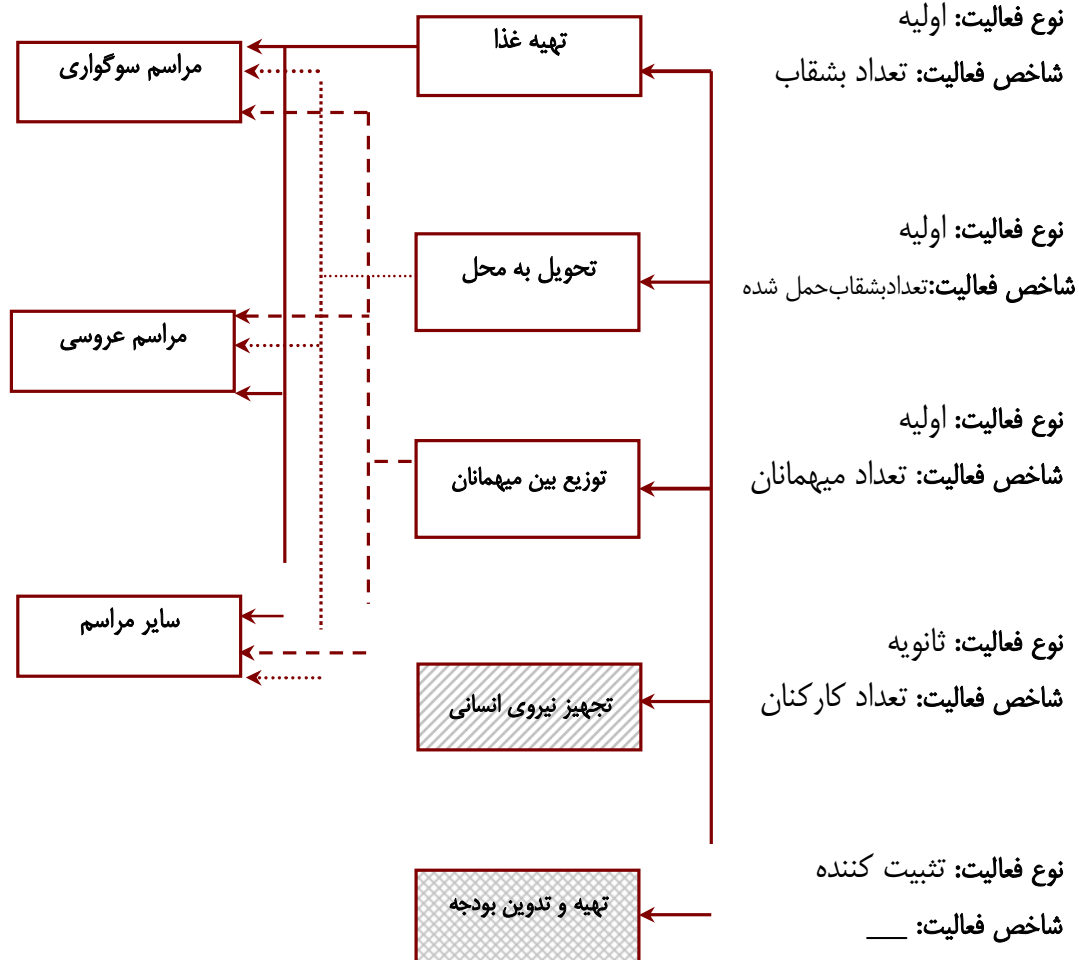 نوع فعالیت: اولیه
شاخص فعالیت: تعداد بشقاب
تهیه غذا
مراسم سوگواری
نوع فعالیت: اولیه
شاخص فعالیت:تعدادبشقاب‌حمل شده
تحویل به محل
مراسم عروسی
نوع فعالیت: اولیه
شاخص فعالیت: تعداد میهمانان
توزیع بین میهمانان
سایر مراسم
نوع فعالیت: ثانویه
شاخص فعالیت: تعداد کارکنان
تجهیز نیروی انسانی
نوع فعالیت: تثبیت کننده
شاخص فعالیت: ___
تهیه و تدوین بودجه